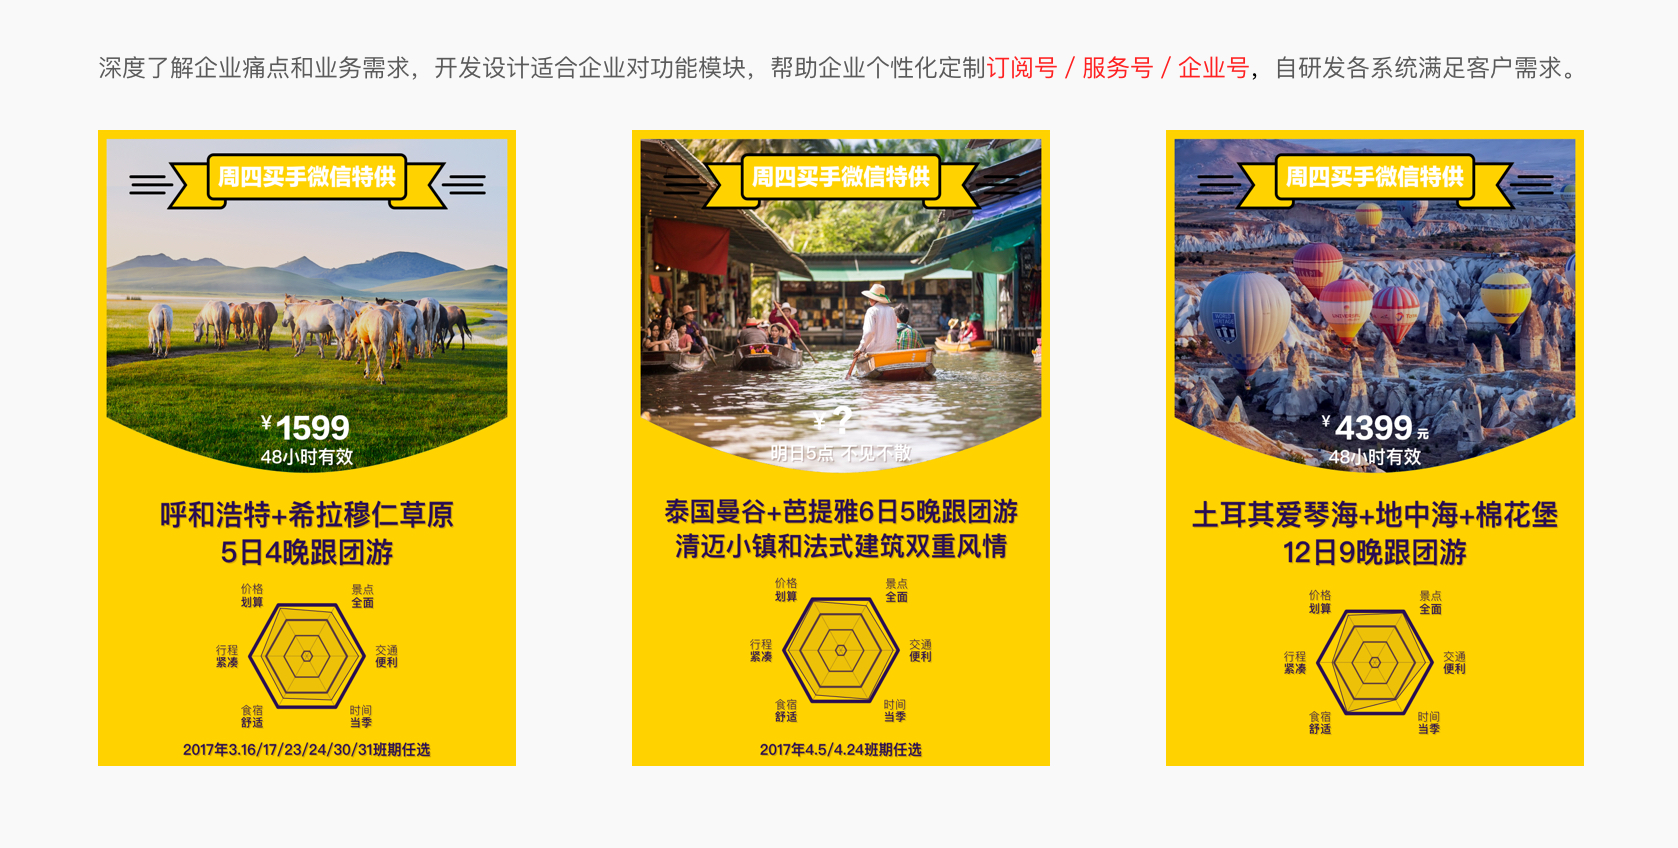 深度了解企业痛点和业务需求，开发设计适合企业对功能模块，帮助企业个性化定制订阅号 / 服务号 / 企业号，自研发各系统满足客户需求。
周四买手微信特供
¥1599
48小时有效
呼和浩特+希拉穆仁草原
5日4晚跟团游
价格
划算
景点
全面
行程
紧凑
交通
便利
食宿
舒适
时间
当季
2017年3.16/17/23/24/30/31班期任选
周四买手微信特供
¥?
明日5点 不见不散
泰国曼谷+芭提雅6日5晚跟团游
清迈小镇和法式建筑双重风情
价格
划算
景点
全面
行程
紧凑
交通
便利
食宿
舒适
时间
当季
2017年4.5/4.24班期任选
周四买手微信特供
¥4399元
48小时有效
土耳其爱琴海+地中海+棉花堡
12日9晚跟团游
价格
划算
景点
全面
行程
紧凑
交通
便利
食宿
舒适
时间
当季